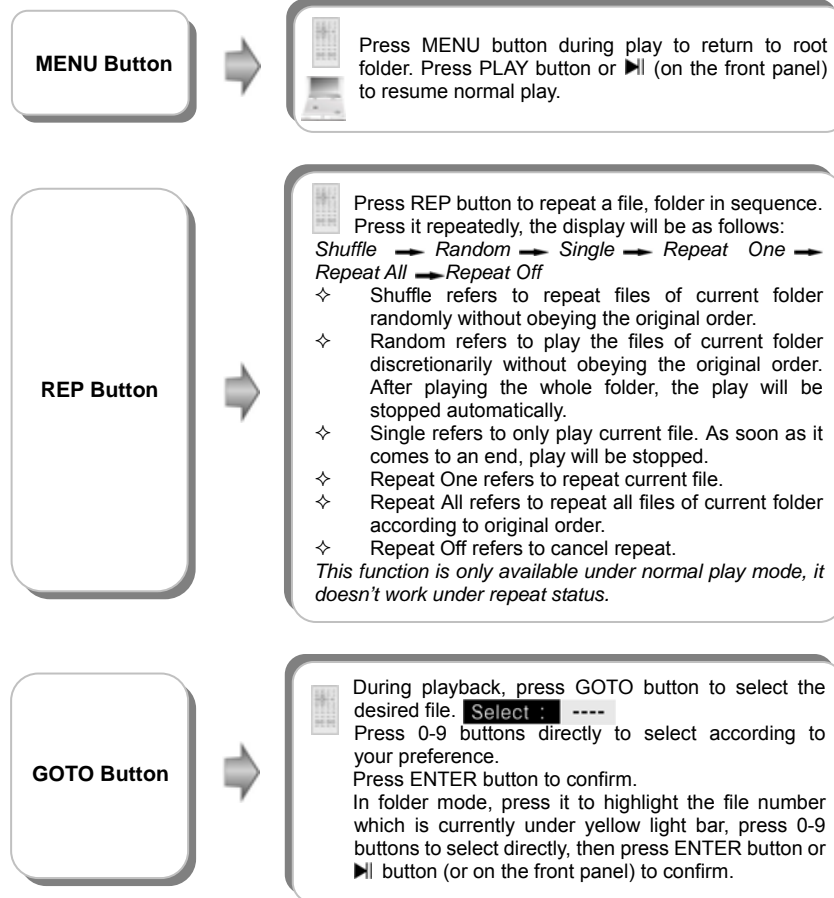 MENU Button
Press MENU button during play to return to root
folder. Press PLAY button or ▶|| (on the front panel)
to resume normal play.
REP Button
Press REP button to repeat a file, folder in sequence.
Press it repeatedly, the display will be as follows:
Shuffle → Random → Single → Repeat One →
Repeat All → Repeat Off
✧ Shuffle refers to repeat files of current folder
randomly without obeying the original order.
✧ Random refers to play the files of current folder
discretionarily without obeying the original order.
After playing the whole folder, the play will be
stopped automatically.
✧ Single refers to only play current file. As soon as it
comes to an end, play will be stopped.
✧ Repeat One refers to repeat current file.
✧ Repeat All refers to repeat all files of current folder
according to original order.
✧ Repeat Off refers to cancel repeat.
This function is only available under normal play mode, it
doesn't work under repeat status.
GOTO Button
During playback, press GOTO button to select the
desired file. Select : ----
Press 0-9 buttons directly to select according to
your preference.
Press ENTER button to confirm.
In folder mode, press it to highlight the file number
which is currently under yellow light bar, press 0-9
buttons to select directly, then press ENTER button or
▶|| button (or on the front panel) to confirm.